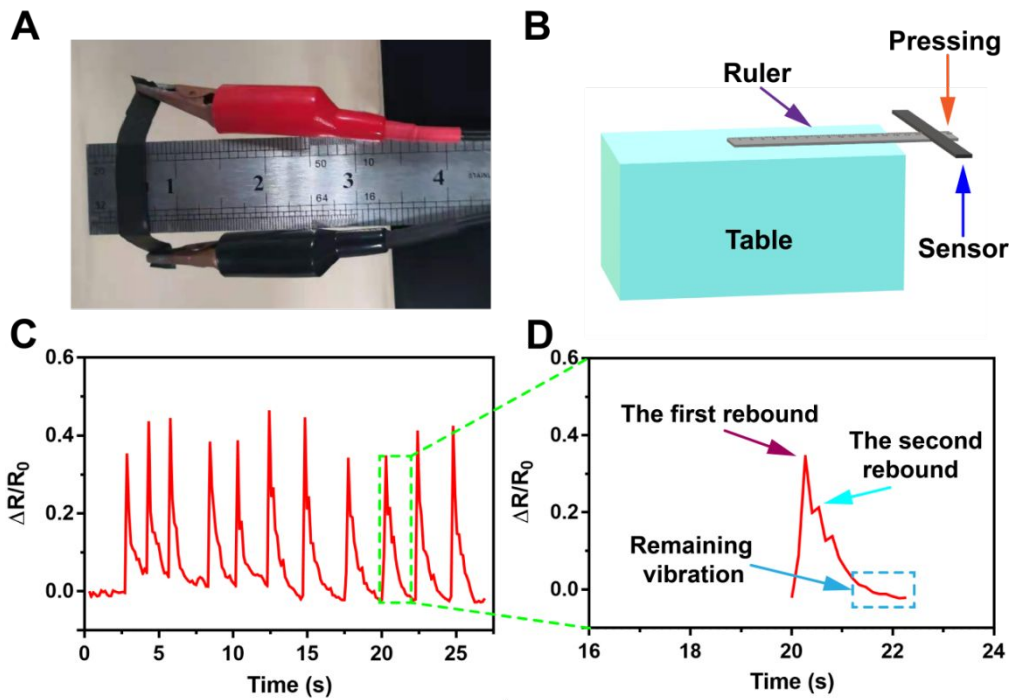 A
1
2
3
4
50
10
64
16
32
B
Pressing
Ruler
Table
Sensor
C
0.6
0.4
0.2
0.0
ΔR/R₀
0
5
10
15
20
25
Time (s)
D
0.6
0.4
0.2
0.0
ΔR/R₀
The first rebound
The second
rebound
Remaining
vibration
16
18
20
22
24
Time (s)